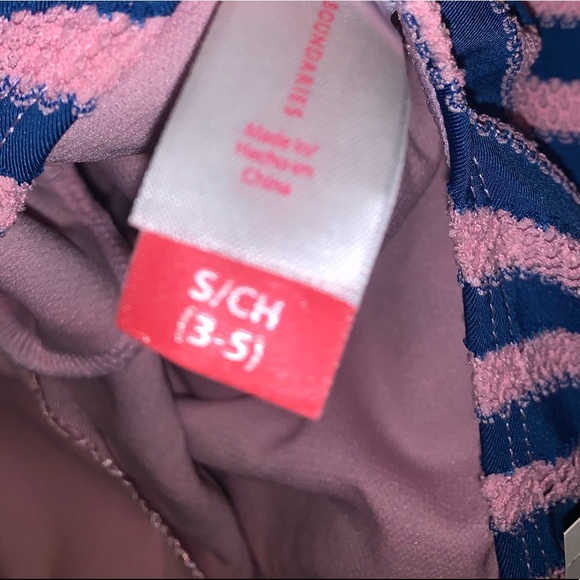 BOUNDARIES
Made in
Hecho en
China
S/CH
(3-5)